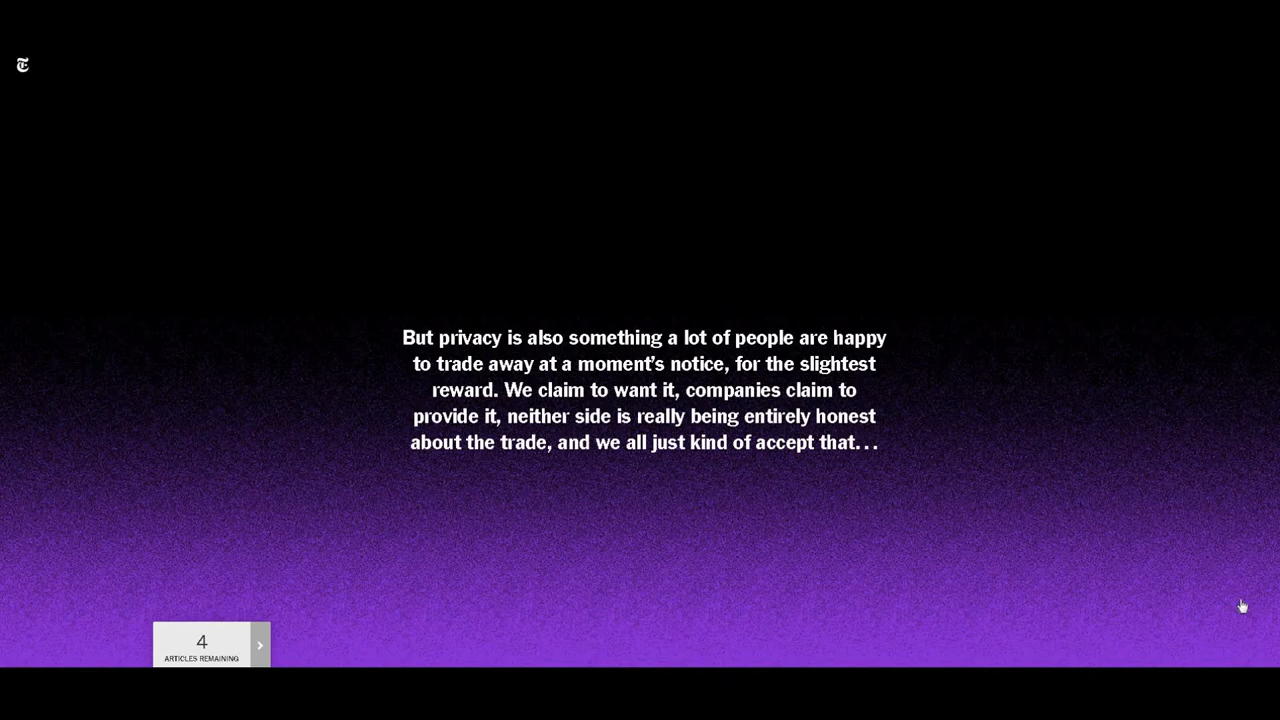 T
But privacy is also something a lot of people are happy
to trade away at a moment’s notice, for the slightest
reward. We claim to want it, companies claim to
provide it, neither side is really being entirely honest
about the trade, and we all just kind of accept that...
4
ARTICLES REMAINING